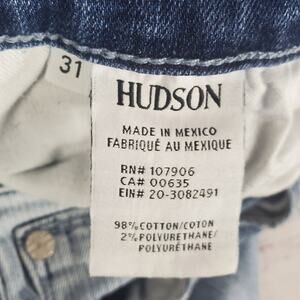 31
HUDSON
MADE IN MEXICO
FABRIQUÉ AU MEXIQUE
RN# 107906
CA# 00635
EIN# 20-3082491
98% COTTON/COTON
2% POLYURETHANE/
POLYURÉTHANE/